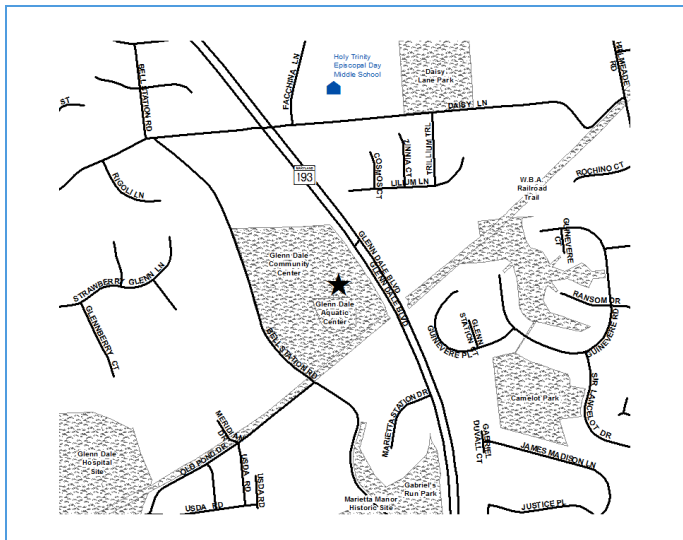 HILLMEADE RD
Holy Trinity
Episcopal Day
Middle School
FACCHINA LN
BELL STATION RD
Daisy
Lane Park
ST
DAISY LN
TRILLIUM TRL
ZINNIA CT
COSMOS CT
MARYLAND
193
LILIUM LN
W.B.A.
Railroad
Trail
ROCHINO CT
RIGOLI LN
GUINEVERE
CT
GLENN DALE BLVD
GLENN DALE BLVD
Glenn Dale
Community
Center
STRAWBERRY GLENN LN
Glenn Dale
Aquatic
Center
RANSOM DR
GLENNBERRY CT
GLENN
STATION CT
GUINEVERE PL
GUINEVERE RD
BELL STATION RD
SIR LANCELOT DR
MARIETTA STATION DR
Camelot Park
MERIDIAN
DR
GABRIEL
DUVALL CT
OLD POND DR
JAMES MADISON LN
Glenn Dale
Hospital
Site
USDA RD
USDA RD
Gabriel's
Run Park
Marietta Manor
Historic Site
USDA RD
JUSTICE PL